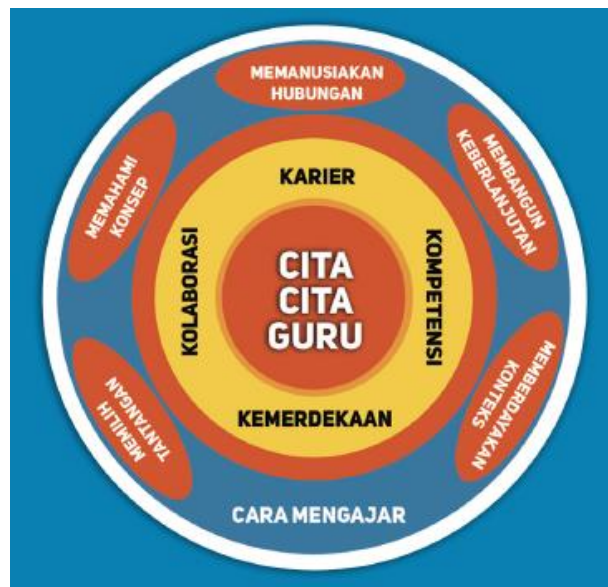 MEMANUSIAKAN
HUBUNGAN
MEMAHAMI
KONSEP
MEMBANGUN
KEBERLANJUTAN
KARIER
KOLABORASI
CITA
CITA
GURU
KOMPETENSI
KEMERDEKAAN
MEMILIH
TANTANGAN
MEMBERDAYAKAN
KONTEKS
CARA MENGAJAR